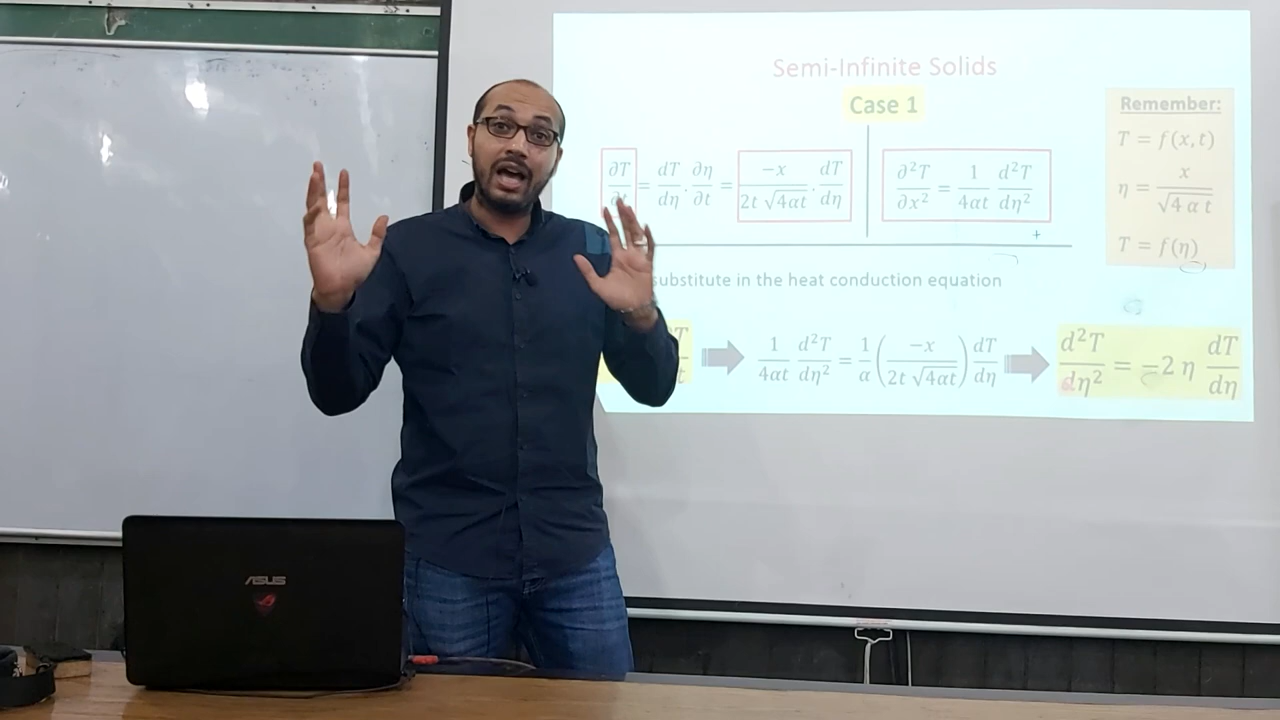 Semi-Infinite Solids
Case 1
∂T/∂t = dT/dη . ∂η/∂t = -x/(2t √4αt) . dT/dη
∂²T/∂x² = 1/4αt d²T/dη²
Remember:
T = f(x,t)
η = x/√4 α t
T = f(η)
substitute in the heat conduction equation
1/4αt d²T/dη² = 1/α (-x/(2t √4αt)) dT/dη
d²T/dη² = -2 η dT/dη
ASUS